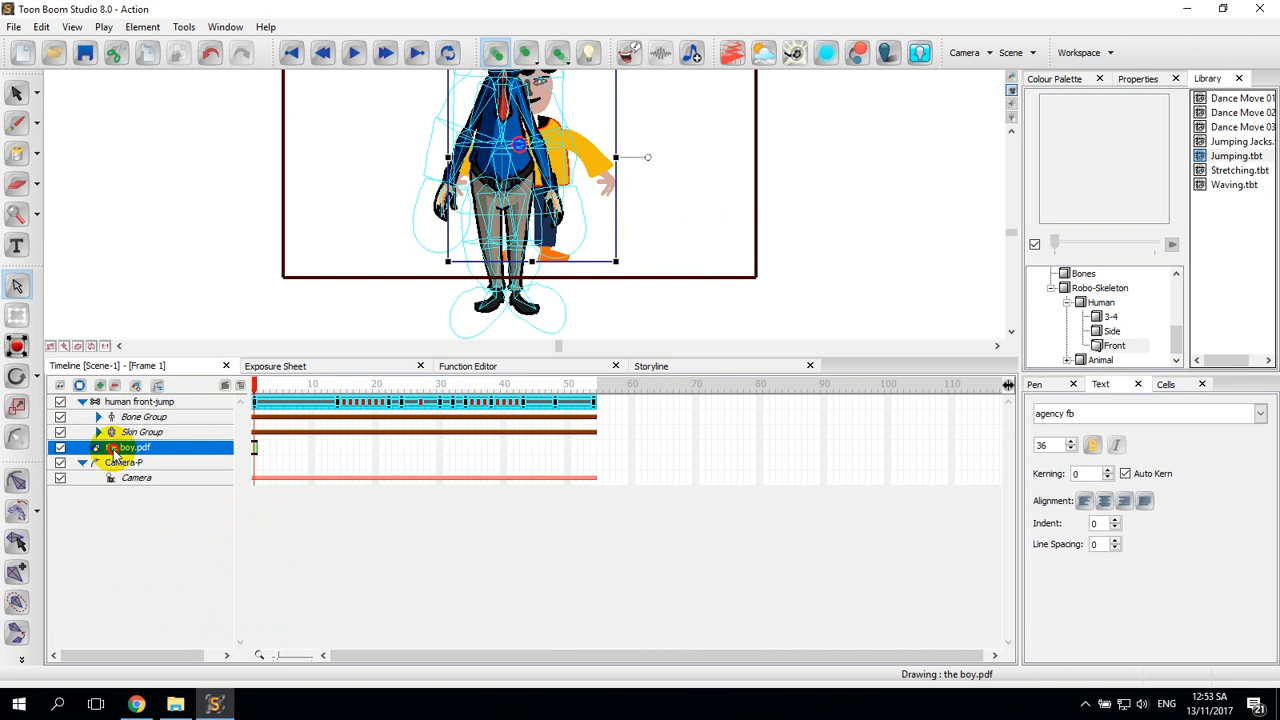 Toon Boom Studio 8.0 - Action
File Edit View Play Element Tools Window Help
Camera Scene Workspace
Colour Palette Properties Library
Dance Move 01
Dance Move 02
Dance Move 03
Jumping Jacks.
Jumping.tbt
Stretching.tbt
Waving.tbt
Bones
Robo-Skeleton
Human
3-4
Side
Front
Animal
Timeline [Scene-1] - [Frame 1] Exposure Sheet Function Editor Storyline
10 20 30 40 50 60 70 80 90 100 110
human front-jump
Bone Group
Skin Group
boy.pdf
Camera-P
Camera
Pen Text Cells
agency fb
36 B I
Kerning: 0 Auto Kern
Alignment:
Indent: 0
Line Spacing: 0
Drawing : the boy.pdf
ENG 12:53 SA
13/11/2017 21